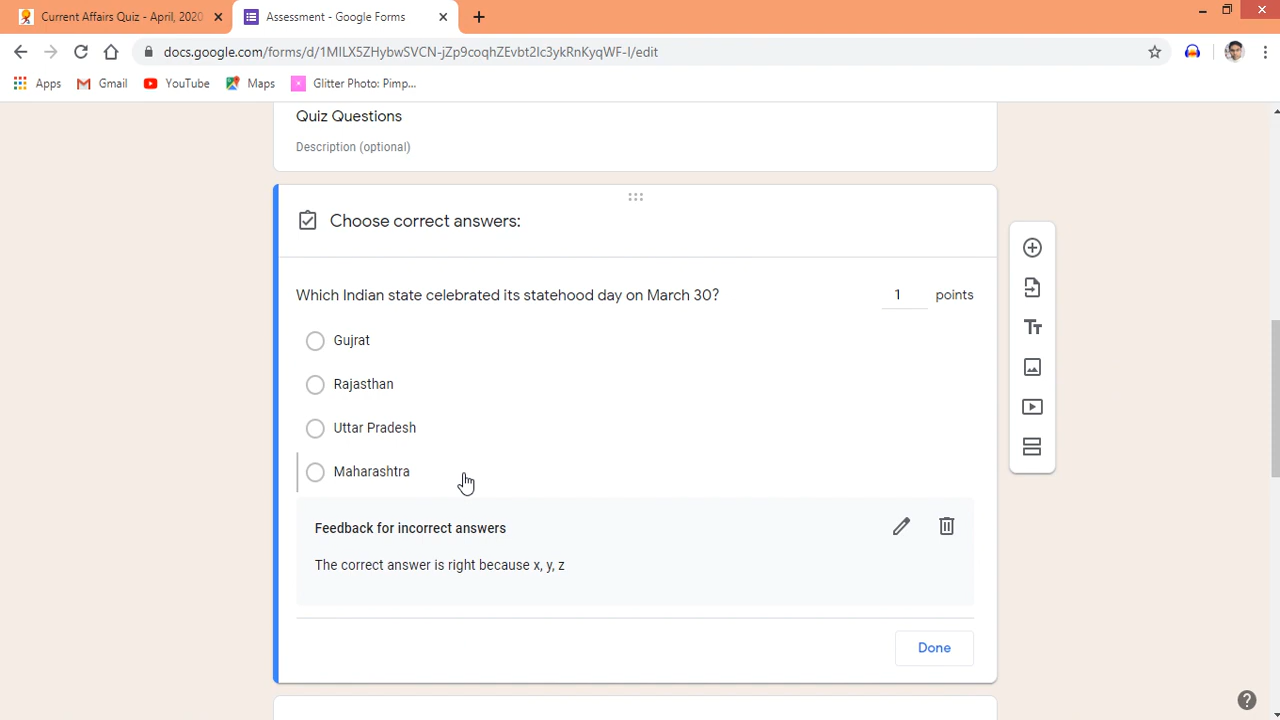 Current Affairs Quiz - April, 2020
Assessment - Google Forms
docs.google.com/forms/d/1MILX5ZHybwSVCN-jZp9coqhZEvbt2Ic3ykRnKyqWF-I/edit
Apps
Gmail
YouTube
Maps
Glitter Photo: Pimp...
Quiz Questions
Description (optional)
Choose correct answers:
Which Indian state celebrated its statehood day on March 30?
1 points
Gujrat
Rajasthan
Uttar Pradesh
Maharashtra
Feedback for incorrect answers
The correct answer is right because x, y, z
Done